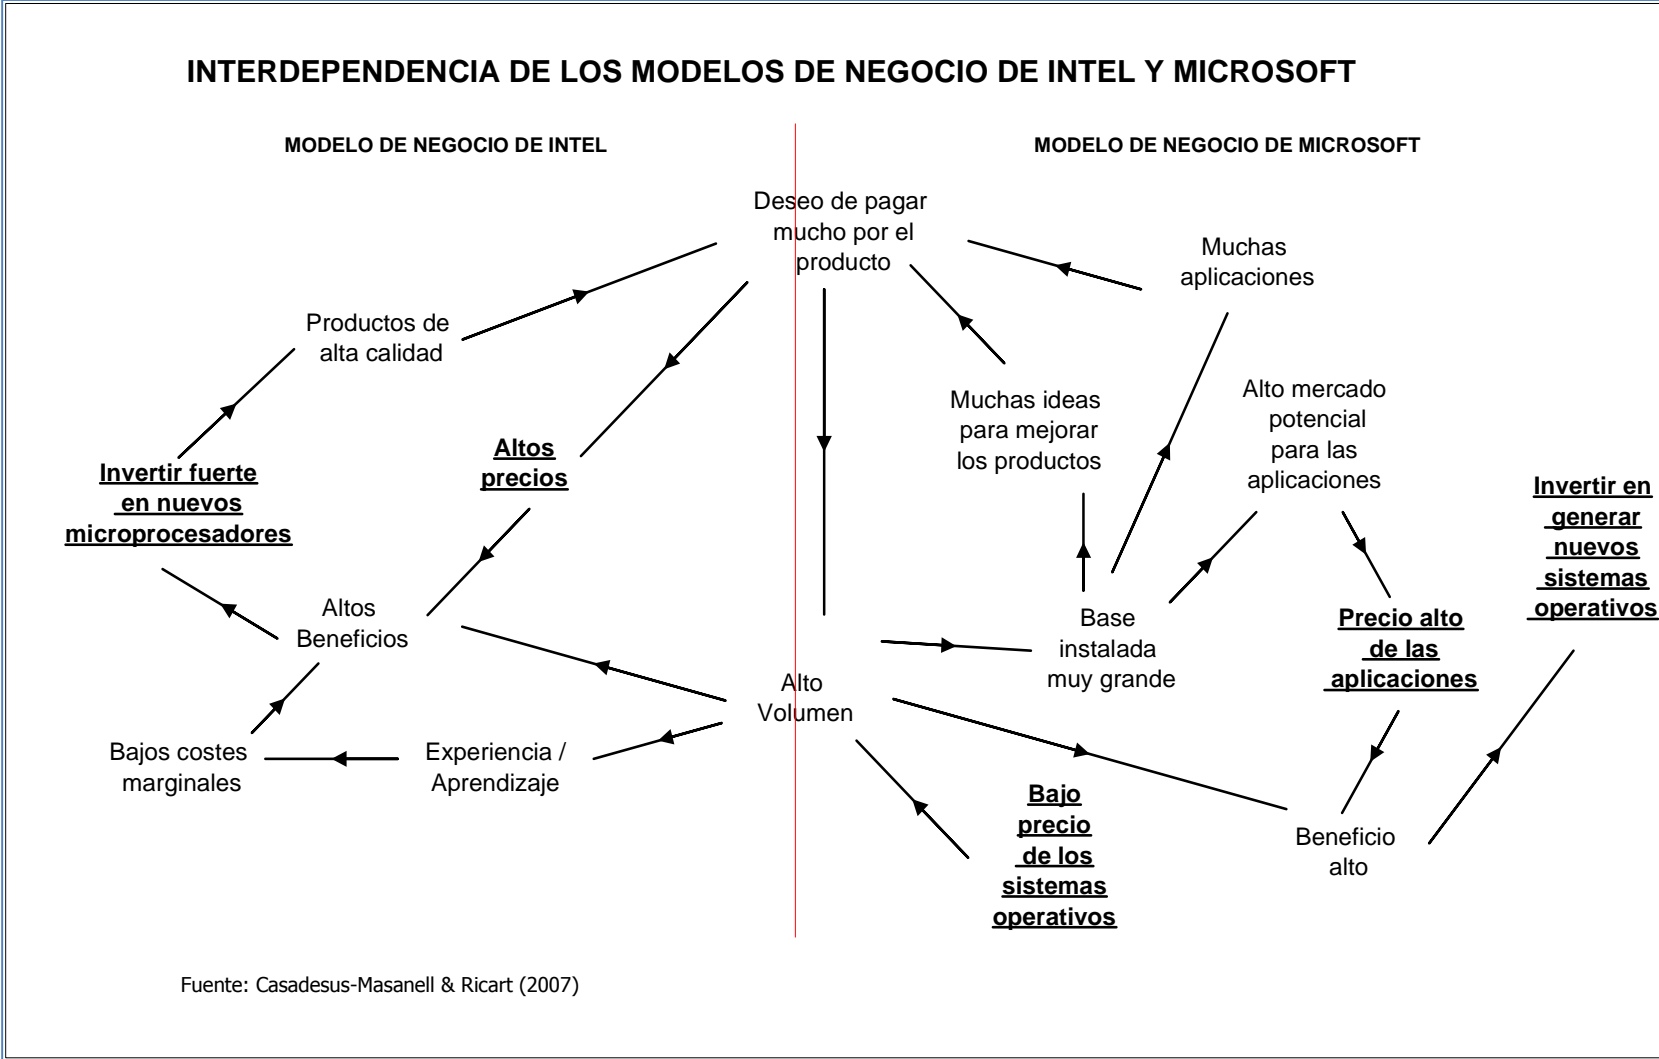 INTERDEPENDENCIA DE LOS MODELOS DE NEGOCIO DE INTEL Y MICROSOFT
MODELO DE NEGOCIO DE INTEL
MODELO DE NEGOCIO DE MICROSOFT
Deseo de pagar
mucho por el
producto
Muchas
aplicaciones
Productos de
alta calidad
Muchas ideas
para mejorar
los productos
Alto mercado
potencial
para las
aplicaciones
Altos
precios
Invertir fuerte
en nuevos
microprocesadores
Invertir en
generar
nuevos
sistemas
operativos
Altos
Beneficios
Base
instalada
muy grande
Precio alto
de las
aplicaciones
Alto
Volumen
Bajos costes
marginales
Experiencia /
Aprendizaje
Bajo
precio
de los
sistemas
operativos
Beneficio
alto
Fuente: Casadesus-Masanell & Ricart (2007)